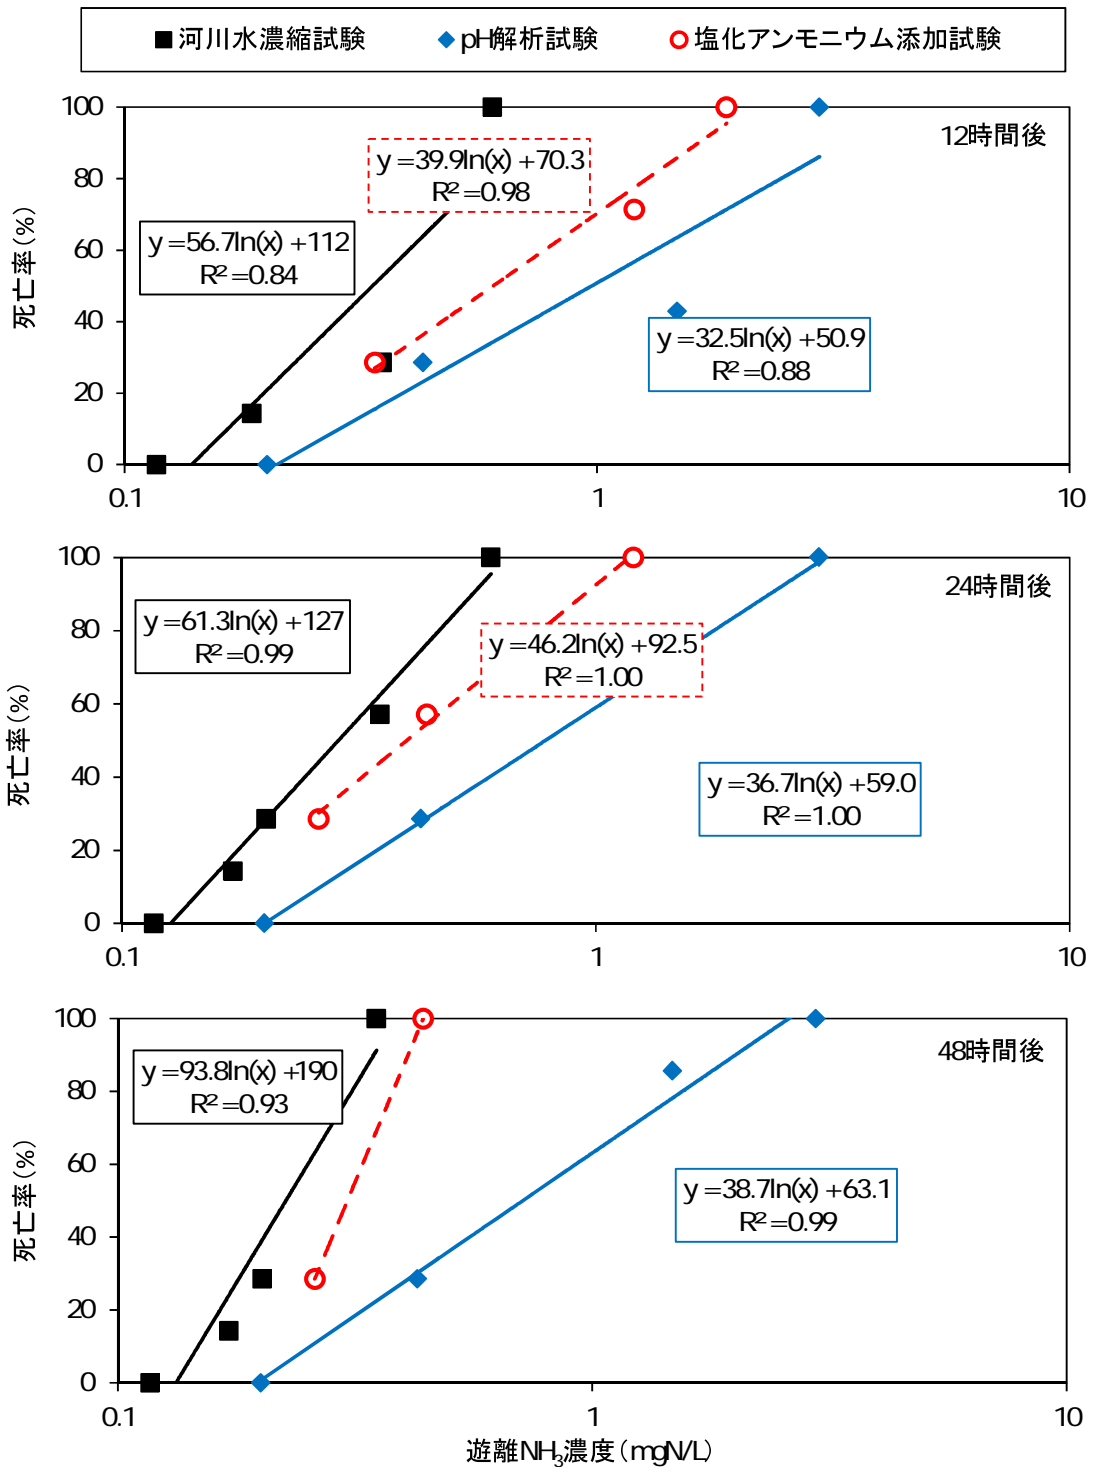 ■河川水濃縮試験 ◆pH解析試験 ○塩化アンモニウム添加試験
12時間後
死亡率(%)
100
80
60
40
20
0
y = 39.9ln(x) + 70.3
R² = 0.98
y = 56.7ln(x) + 112
R² = 0.84
y = 32.5ln(x) + 50.9
R² = 0.88
0.1 1 10
24時間後
死亡率(%)
100
80
60
40
20
0
y = 61.3ln(x) + 127
R² = 0.99
y = 46.2ln(x) + 92.5
R² = 1.00
y = 36.7ln(x) + 59.0
R² = 1.00
0.1 1 10
48時間後
死亡率(%)
100
80
60
40
20
0
y = 93.8ln(x) + 190
R² = 0.93
y = 38.7ln(x) + 63.1
R² = 0.99
0.1 1 10
遊離NH₃濃度(mgN/L)